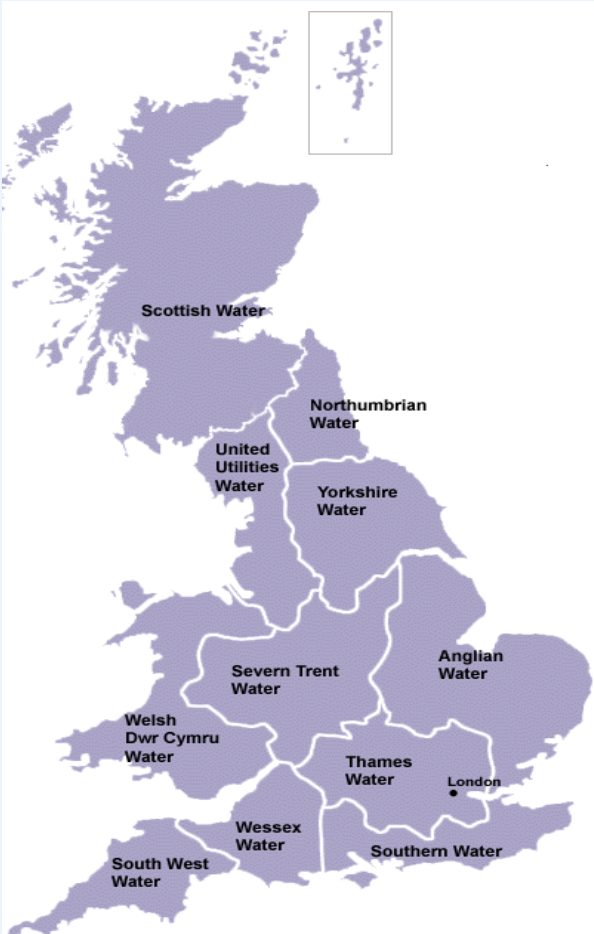 Scottish Water
Northumbrian
Water
United
Utilities
Water
Yorkshire
Water
Anglian
Water
Severn Trent
Water
Welsh
Dwr Cymru
Water
Thames
Water
London
Wessex
Water
Southern Water
South West
Water